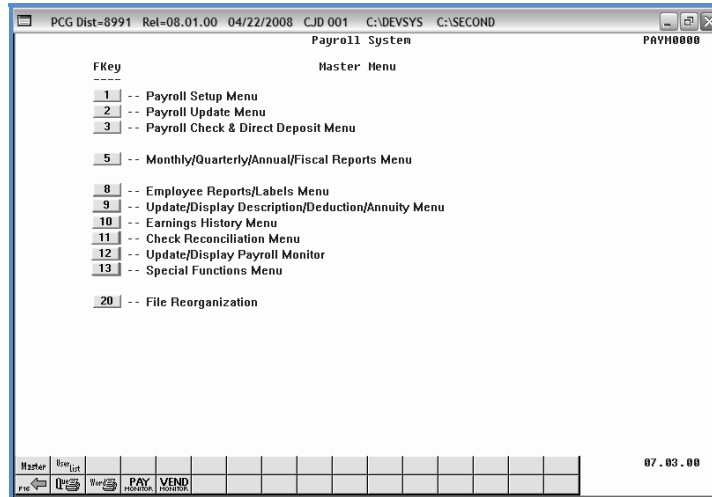 PCG Dist=8991 Rel=08.01.00 04/22/2008 CJD 001 C:\DEVSYS C:\SECOND
Payroll System PAYM0000
FKey Master Menu
----
1 -- Payroll Setup Menu
2 -- Payroll Update Menu
3 -- Payroll Check & Direct Deposit Menu
5 -- Monthly/Quarterly/Annual/Fiscal Reports Menu
8 -- Employee Reports/Labels Menu
9 -- Update/Display Description/Deduction/Annuity Menu
10 -- Earnings History Menu
11 -- Check Reconciliation Menu
12 -- Update/Display Payroll Monitor
13 -- Special Functions Menu
20 -- File Reorganization
Master User List 07.03.00
F16 Que Word PAY MONITOR VEND MONITOR